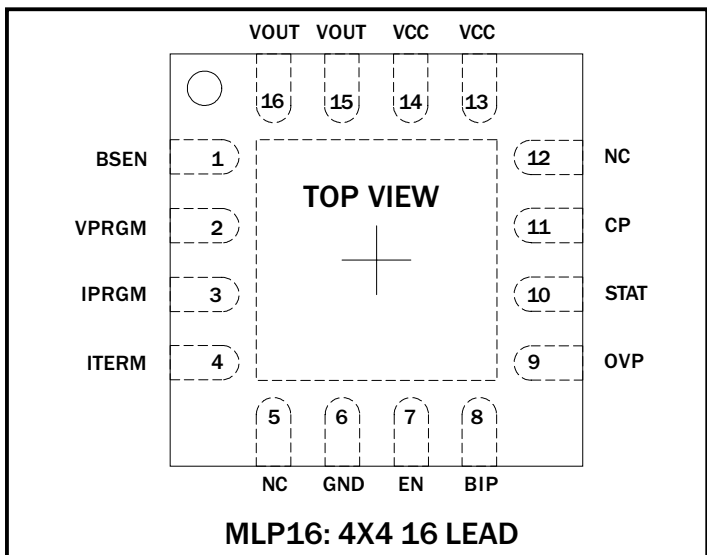 VOUT VOUT VCC VCC
16 15 14 13
BSEN 1 12 NC
TOP VIEW
VPRGM 2 11 CP
IPRGM 3 10 STAT
ITERM 4 9 OVP
5 6 7 8
NC GND EN BIP
MLP16: 4X4 16 LEAD